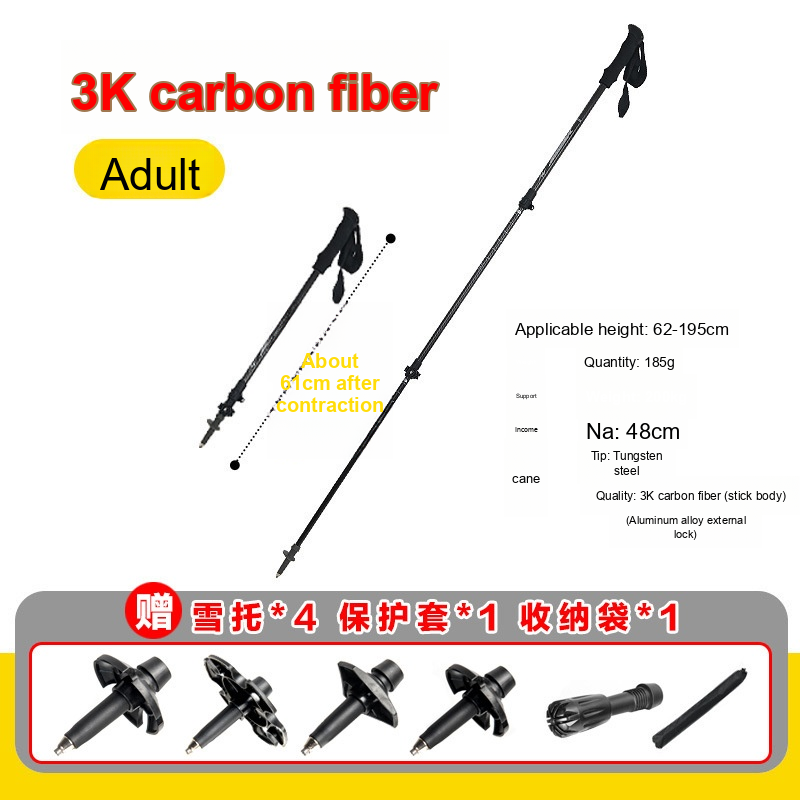 3K carbon fiber
Adult
About
61cm after
contraction
Applicable height: 62-195cm
Quantity: 185g
Support
Income
Na: 48cm
Tip: Tungsten
steel
cane
Quality: 3K carbon fiber (stick body)
(Aluminum alloy external
lock)
赠 雪托*4 保护套*1 收纳袋*1